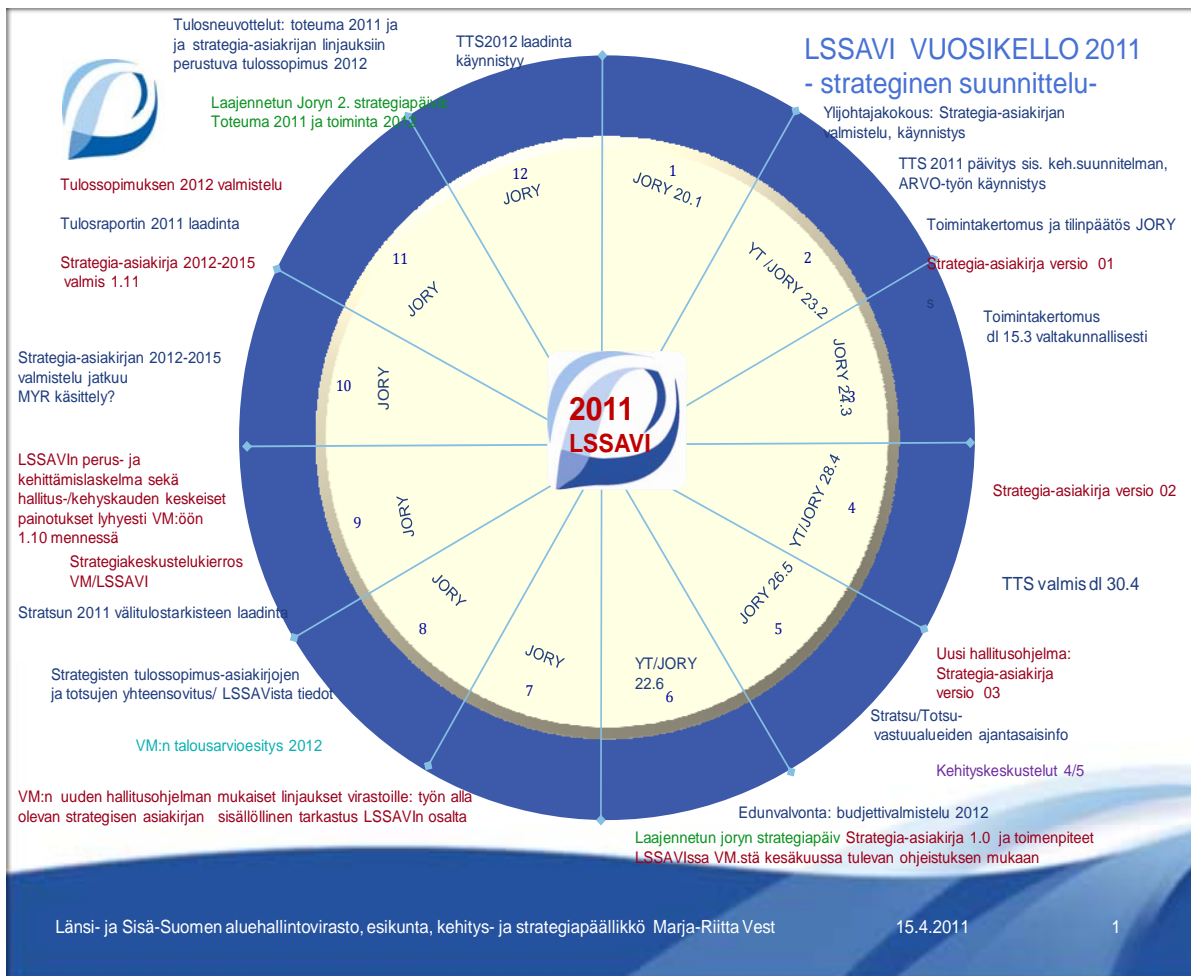 LSSAVI VUOSIKELLO 2011
- strateginen suunnittelu-
Tulosneuvottelut: toteuma 2011 ja
ja strategia-asiakrijan linjauksiin
perustuva tulossopimus 2012
TTS2012 laadinta
käynnistyy
Laajennetun Joryn 2. strategiapäivä
Toteuma 2011 ja toiminta 2012
Ylijohtajakokous: Strategia-asiakirjan
valmistelu, käynnistys
TTS 2011 päivitys sis. keh.suunnitelman,
ARVO-työn käynnistys
Toimintakertomus ja tilinpäätös JORY
Strategia-asiakirja versio 01
s
Toimintakertomus
dl 15.3 valtakunnallisesti
Strategia-asiakirja versio 02
TTS valmis dl 30.4
Uusi hallitusohjelma:
Strategia-asiakirja
versio 03
Stratsu/Totsu-
vastuualueiden ajantasaisinfo
Kehityskeskustelut 4/5
Edunvalvonta: budjettivalmistelu 2012
Laajennetun joryn strategiapäiv Strategia-asiakirja 1.0 ja toimenpiteet
LSSAVIssa VM.stä kesäkuussa tulevan ohjeistuksen mukaan
VM:n uuden hallitusohjelman mukaiset linjaukset virastoille: työn alla
olevan strategisen asiakirjan sisällöllinen tarkastus LSSAVIn osalta
VM:n talousarvioesitys 2012
Strategisten tulossopimus-asiakirjojen
ja totsujen yhteensovitus/ LSSAVista tiedot
Stratsun 2011 välitulostarkisteen laadinta
Strategiakeskustelukierros
VM/LSSAVI
LSSAVIn perus- ja
kehittämislaskelma sekä
hallitus-/kehyskauden keskeiset
painotukset lyhyesti VM:öön
1.10 mennessä
Strategia-asiakirjan 2012-2015
valmistelu jatkuu
MYR käsittely?
Strategia-asiakirja 2012-2015
valmis 1.11
Tulosraportin 2011 laadinta
Tulossopimuksen 2012 valmistelu
1
JORY 20.1
2
YT /JORY 23.2
3
JORY 24.3
4
YT/JORY 28.4
5
JORY 26.5
6
YT/JORY
22.6
7
JORY
8
JORY
9
JORY
10
JORY
11
JORY
12
JORY
2011
LSSAVI
Länsi- ja Sisä-Suomen aluehallintovirasto, esikunta, kehitys- ja strategiapäällikkö Marja-Riitta Vest
15.4.2011
1